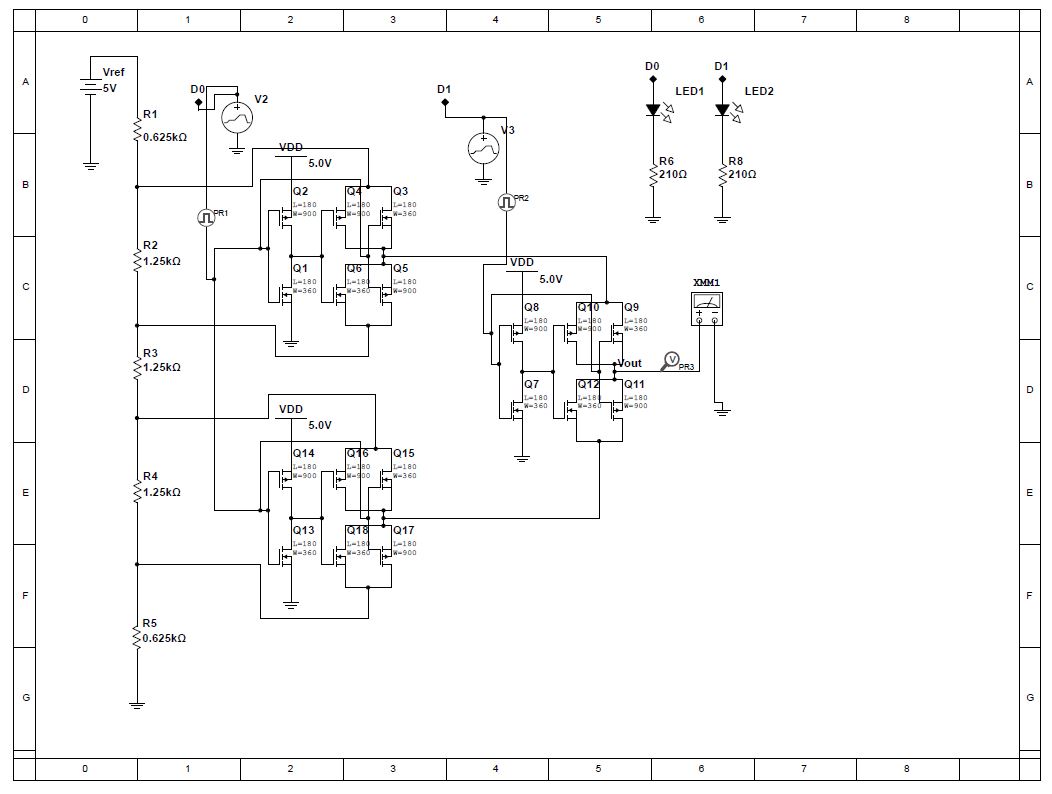 0 1 2 3 4 5 6 7 8
A A
B B
C C
D D
E E
F F
G G
Vref
5V
R1
0.625kΩ
R2
1.25kΩ
R3
1.25kΩ
R4
1.25kΩ
R5
0.625kΩ
D0
V2
PR1
VDD
5.0V
Q2
L=180
W=900
Q4
L=180
W=900
Q3
L=180
W=360
Q1
L=180
W=360
Q6
L=180
W=360
Q5
L=180
W=900
D1
V3
PR2
VDD
5.0V
Q8
L=180
W=900
Q10
L=180
W=900
Q9
L=180
W=360
Q7
L=180
W=360
Q12
L=180
W=360
Q11
L=180
W=900
Vout
V
PR3
XMM1
D0
LED1
R6
210Ω
D1
LED2
R8
210Ω
VDD
5.0V
Q14
L=180
W=900
Q16
L=180
W=900
Q15
L=180
W=360
Q13
L=180
W=360
Q18
L=180
W=360
Q17
L=180
W=900
0 1 2 3 4 5 6 7 8